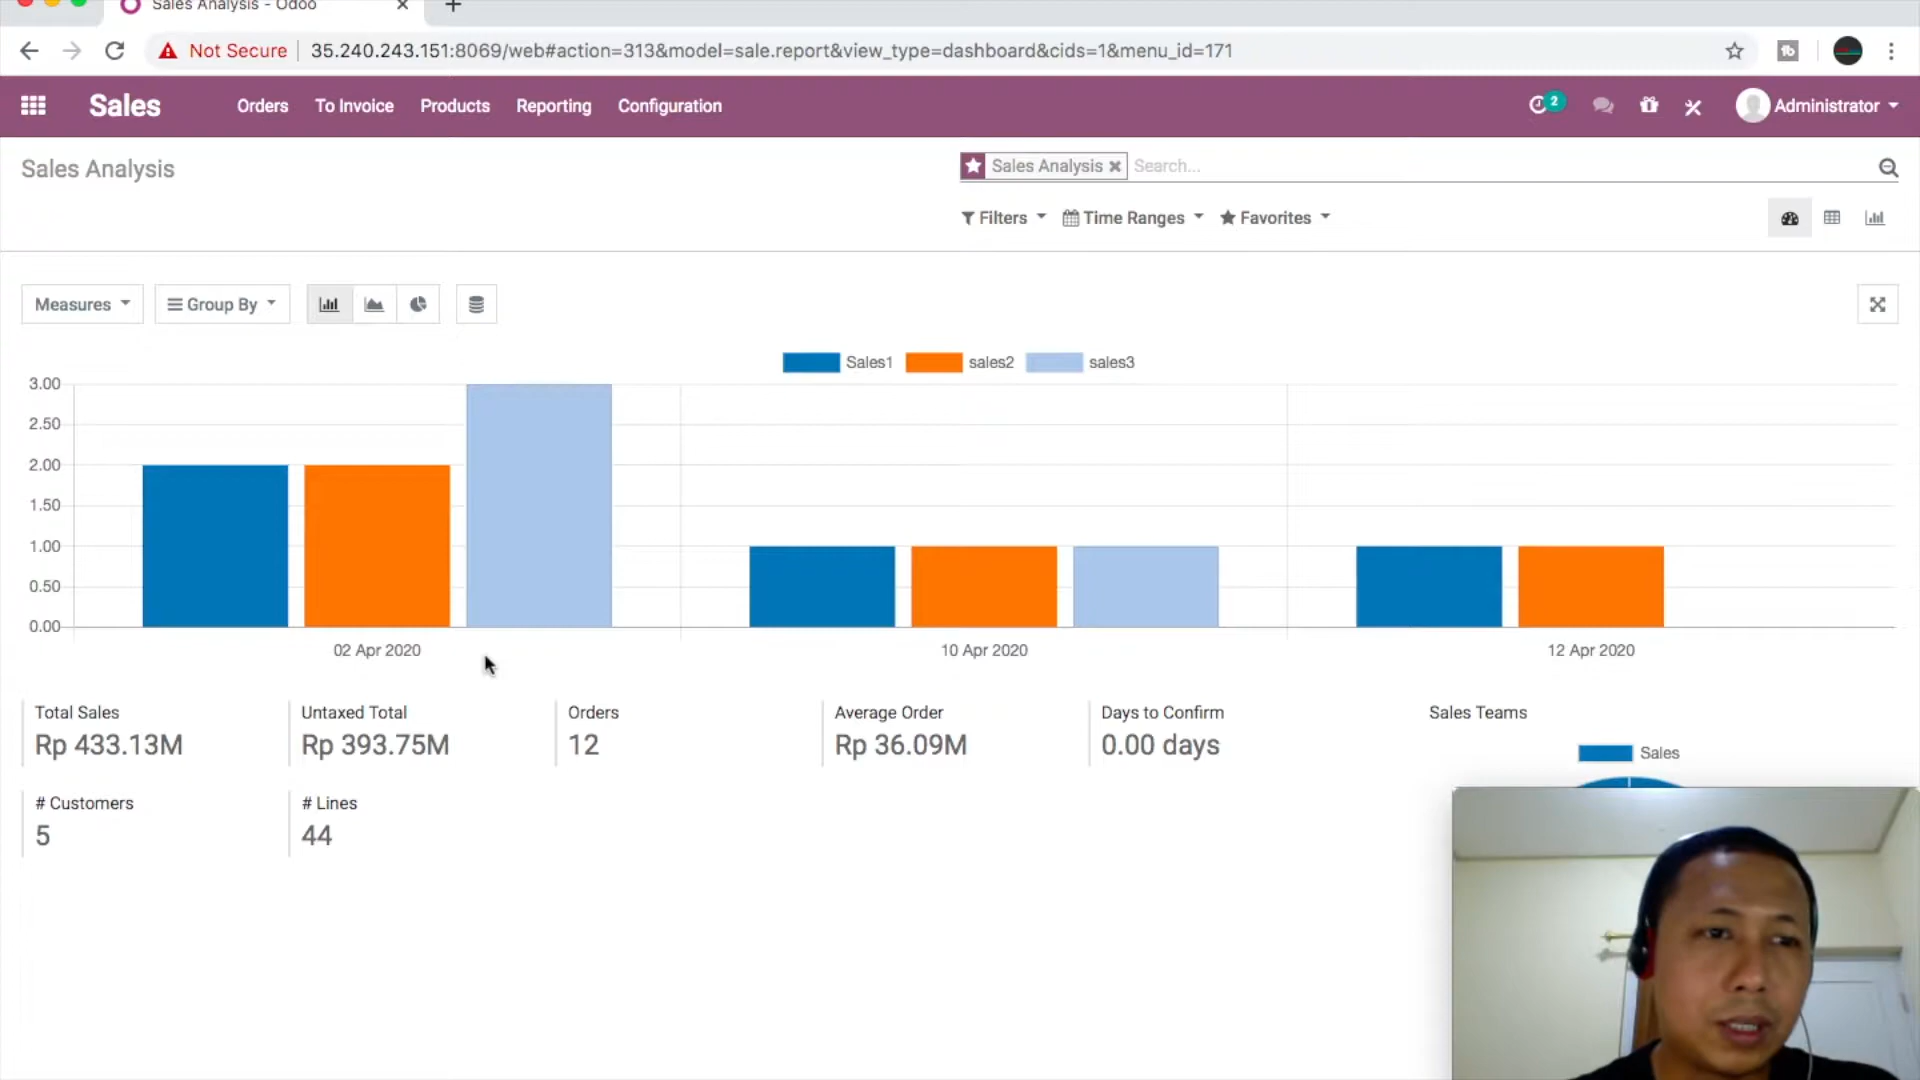 Sales Analysis - Odoo
Not Secure
35.240.243.151:8069/web#action=313&model=sale.report&view_type=dashboard&cids=1&menu_id=171
Sales
Orders
To Invoice
Products
Reporting
Configuration
2
Administrator
Sales Analysis
Sales Analysis
Search...
Filters
Time Ranges
Favorites
Measures
Group By
Sales1
sales2
sales3
3.00
2.50
2.00
1.50
1.00
0.50
0.00
02 Apr 2020
10 Apr 2020
12 Apr 2020
Total Sales
Rp 433.13M
Untaxed Total
Rp 393.75M
Orders
12
Average Order
Rp 36.09M
Days to Confirm
0.00 days
Sales Teams
Sales
# Customers
5
# Lines
44